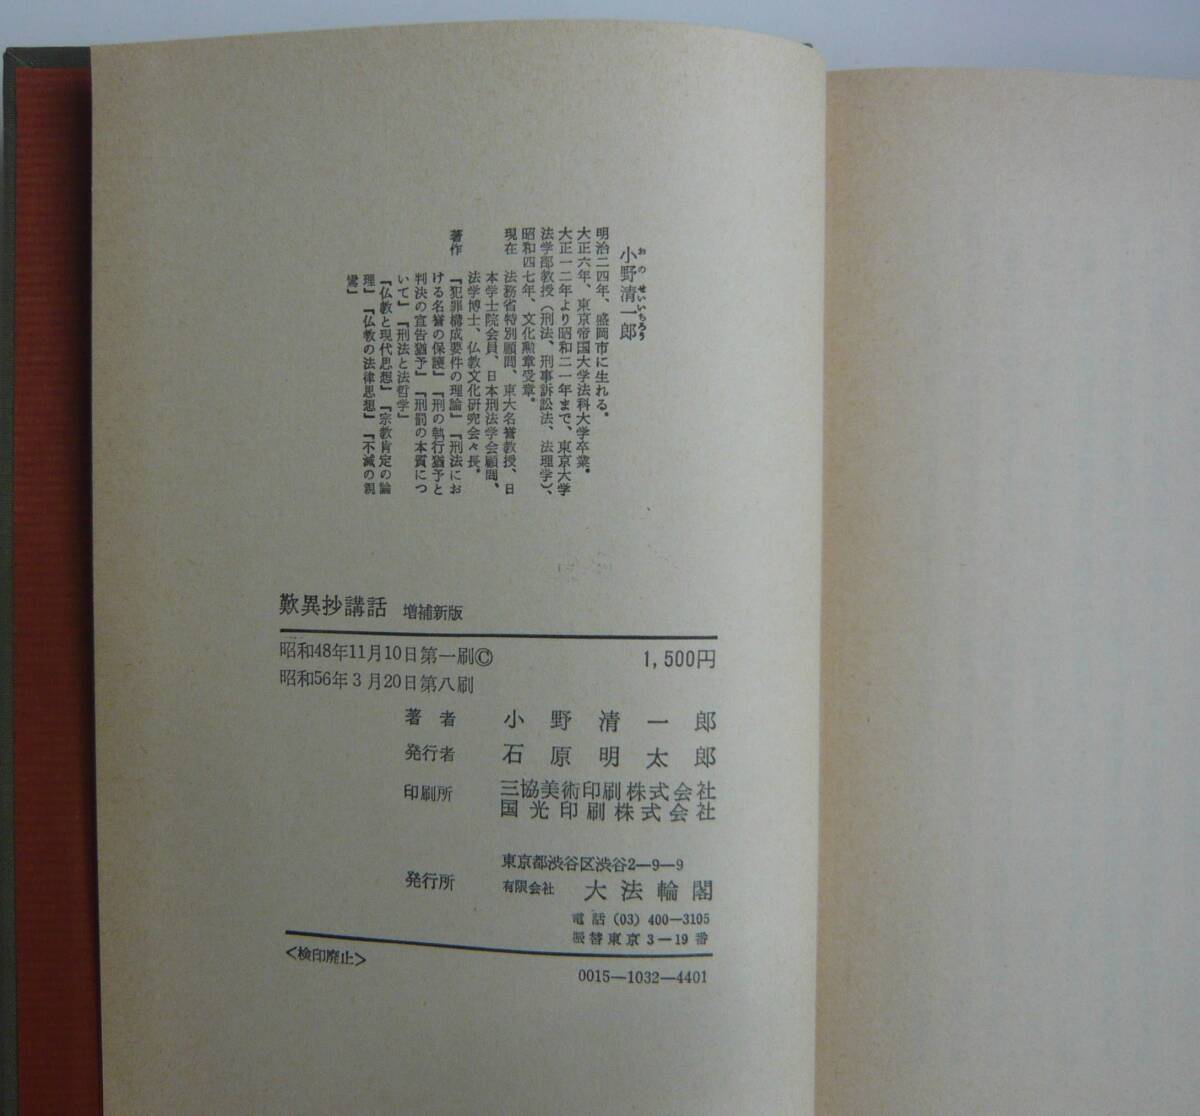 小野清一郎
おのせいいちろう
明治二四年、盛岡市に生れる。
大正六年、東京帝国大学法科大学卒業。
大正一二年より昭和二一年まで、東京大学
法学部教授（刑法、刑事訴訟法、法理学）、
昭和四七年、文化勲章受章。
現在 法務省特別顧問、東大名誉教授、日
本学士院会員、日本刑法学会顧問、
法学博士、仏教文化研究会々長。
著作 『犯罪構成要件の理論』『刑法にお
ける名誉の保護』『刑の執行猶予と
判決の宣告猶予』『刑罰の本質につ
いて』『刑法と法哲学』
『仏教と現代思想』『宗教肯定の論
理』『仏教の法律思想』『不滅の親
鸞』
歎異抄講話 増補新版
昭和48年11月10日第一刷©
1,500円
昭和56年3月20日第八刷
著者 小野清一郎
発行者 石原明太郎
印刷所 三協美術印刷株式会社
国光印刷株式会社
東京都渋谷区渋谷2—9—9
発行所 有限会社 大法輪閣
電話 (03) 400—3105
振替東京3—19番
<検印廃止>
0015—1032—4401